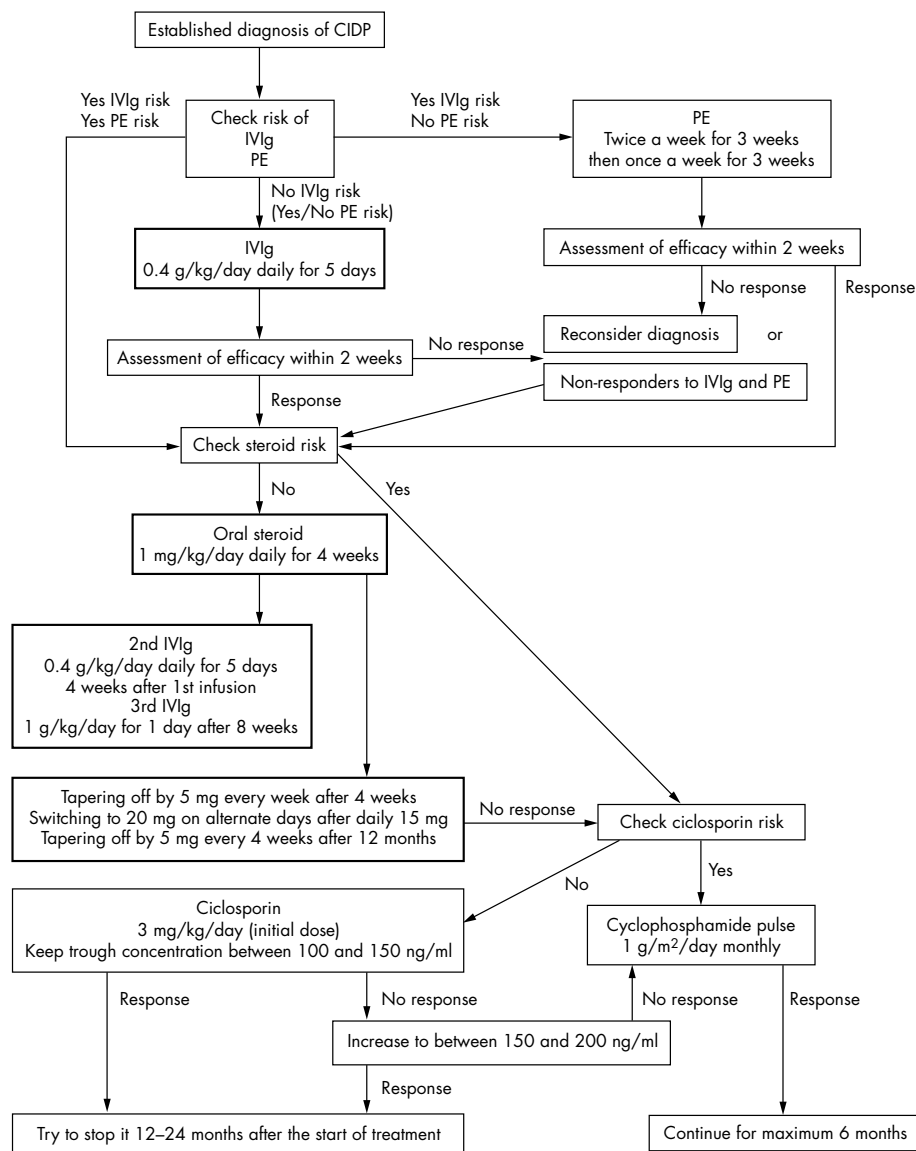 Established diagnosis of CIDP
Yes IVIg risk
Yes PE risk
Check risk of
IVIg
PE
Yes IVIg risk
No PE risk
PE
Twice a week for 3 weeks
then once a week for 3 weeks
No IVIg risk
(Yes/No PE risk)
IVIg
0.4 g/kg/day daily for 5 days
Assessment of efficacy within 2 weeks
No response
Response
Reconsider diagnosis
or
Assessment of efficacy within 2 weeks
No response
Non-responders to IVIg and PE
Response
Check steroid risk
No
Yes
Oral steroid
1 mg/kg/day daily for 4 weeks
2nd IVIg
0.4 g/kg/day daily for 5 days
4 weeks after 1st infusion
3rd IVIg
1 g/kg/day for 1 day after 8 weeks
Tapering off by 5 mg every week after 4 weeks
Switching to 20 mg on alternate days after daily 15 mg
Tapering off by 5 mg every 4 weeks after 12 months
No response
Check ciclosporin risk
No
Yes
Ciclosporin
3 mg/kg/day (initial dose)
Keep trough concentration between 100 and 150 ng/ml
Cyclophosphamide pulse
1 g/m²/day monthly
Response
No response
No response
Response
Increase to between 150 and 200 ng/ml
Response
Try to stop it 12–24 months after the start of treatment
Continue for maximum 6 months